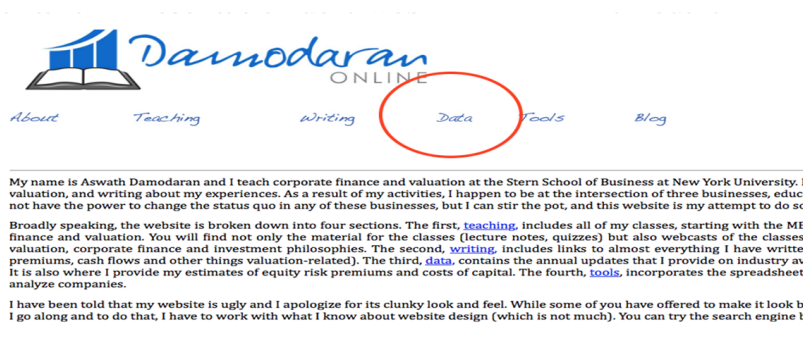 Damodaran
ONLINE
About Teaching Writing Data Tools Blog
My name is Aswath Damodaran and I teach corporate finance and valuation at the Stern School of Business at New York University.
valuation, and writing about my experiences. As a result of my activities, I happen to be at the intersection of three businesses, educ
not have the power to change the status quo in any of these businesses, but I can stir the pot, and this website is my attempt to do so
Broadly speaking, the website is broken down into four sections. The first, teaching, includes all of my classes, starting with the MB
finance and valuation. You will find not only the material for the classes (lecture notes, quizzes) but also webcasts of the classes
valuation, corporate finance and investment philosophies. The second, writing, includes links to almost everything I have writte
premiums, cash flows and other things valuation-related). The third, data, contains the annual updates that I provide on industry av
It is also where I provide my estimates of equity risk premiums and costs of capital. The fourth, tools, incorporates the spreadsheet
analyze companies.
I have been told that my website is ugly and I apologize for its clunky look and feel. While some of you have offered to make it look b
I go along and to do that, I have to work with what I know about website design (which is not much). You can try the search engine b